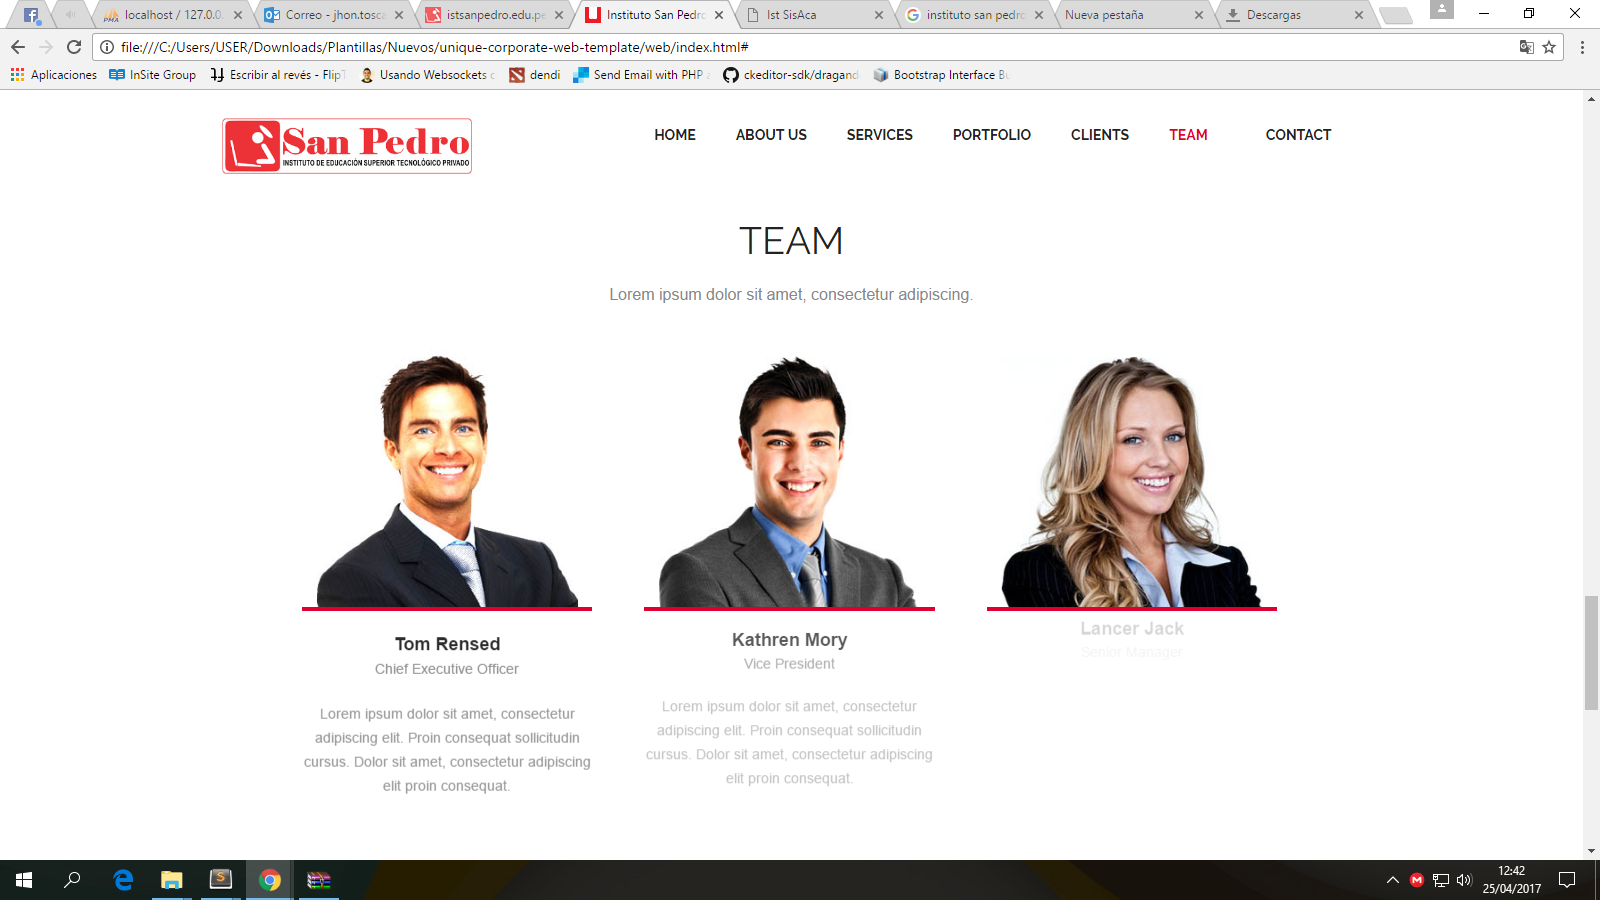 localhost / 127.0.0.
Correo - jhon.tosca
istsanpedro.edu.pe
Instituto San Pedro
Ist SisAca
instituto san pedro
Nueva pestaña
Descargas
file:///C:/Users/USER/Downloads/Plantillas/Nuevos/unique-corporate-web-template/web/index.html#
Aplicaciones
InSite Group
Escribir al revés - Flip
Usando Websockets c
dendi
Send Email with PHP
ckeditor-sdk/dragand
Bootstrap Interface Bu
San Pedro
INSTITUTO DE EDUCACIÓN SUPERIOR TECNOLÓGICO PRIVADO
HOME ABOUT US SERVICES PORTFOLIO CLIENTS TEAM CONTACT
TEAM
Lorem ipsum dolor sit amet, consectetur adipiscing.
Tom Rensed
Chief Executive Officer
Lorem ipsum dolor sit amet, consectetur
adipiscing elit. Proin consequat sollicitudin
cursus. Dolor sit amet, consectetur adipiscing
elit proin consequat.
Kathren Mory
Vice President
Lorem ipsum dolor sit amet, consectetur
adipiscing elit. Proin consequat sollicitudin
cursus. Dolor sit amet, consectetur adipiscing
elit proin consequat.
Lancer Jack
Senior Manager
12:42
25/04/2017